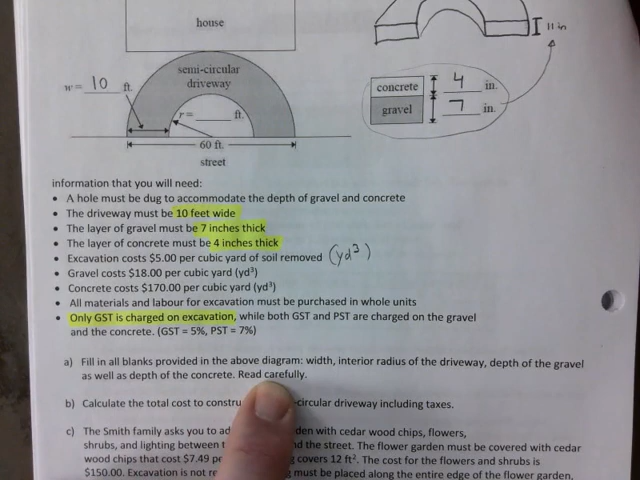 house
11 in
semi-circular
driveway
w = 10 ft.
concrete 4 in.
gravel 7 in.
r = ____ ft.
60 ft.
street
information that you will need:
• A hole must be dug to accommodate the depth of gravel and concrete
• The driveway must be 10 feet wide
• The layer of gravel must be 7 inches thick
• The layer of concrete must be 4 inches thick
• Excavation costs $5.00 per cubic yard of soil removed (yd³)
• Gravel costs $18.00 per cubic yard (yd³)
• Concrete costs $170.00 per cubic yard (yd³)
• All materials and labour for excavation must be purchased in whole units
• Only GST is charged on excavation, while both GST and PST are charged on the gravel
and the concrete. (GST = 5%, PST = 7%)
a) Fill in all blanks provided in the above diagram: width, interior radius of the driveway, depth of the gravel
as well as depth of the concrete. Read carefully.
b) Calculate the total cost to constru circular driveway including taxes.
c) The Smith family asks you to ad den with cedar wood chips, flowers,
shrubs, and lighting between t nd the street. The flower garden must be covered with cedar
wood chips that cost $7.49 pe g covers 12 ft². The cost for the flowers and shrubs is
$150.00. Excavation is not re must be placed along the entire edge of the flower garden,